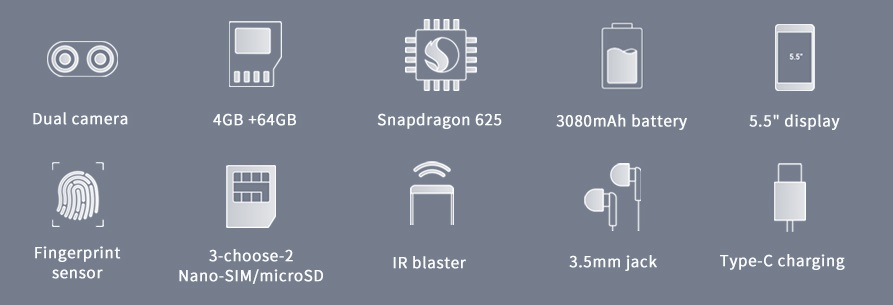 Dual camera
4GB +64GB
Snapdragon 625
3080mAh battery
5.5"
5.5" display
Fingerprint
sensor
3-choose-2
Nano-SIM/microSD
IR blaster
3.5mm jack
Type-C charging